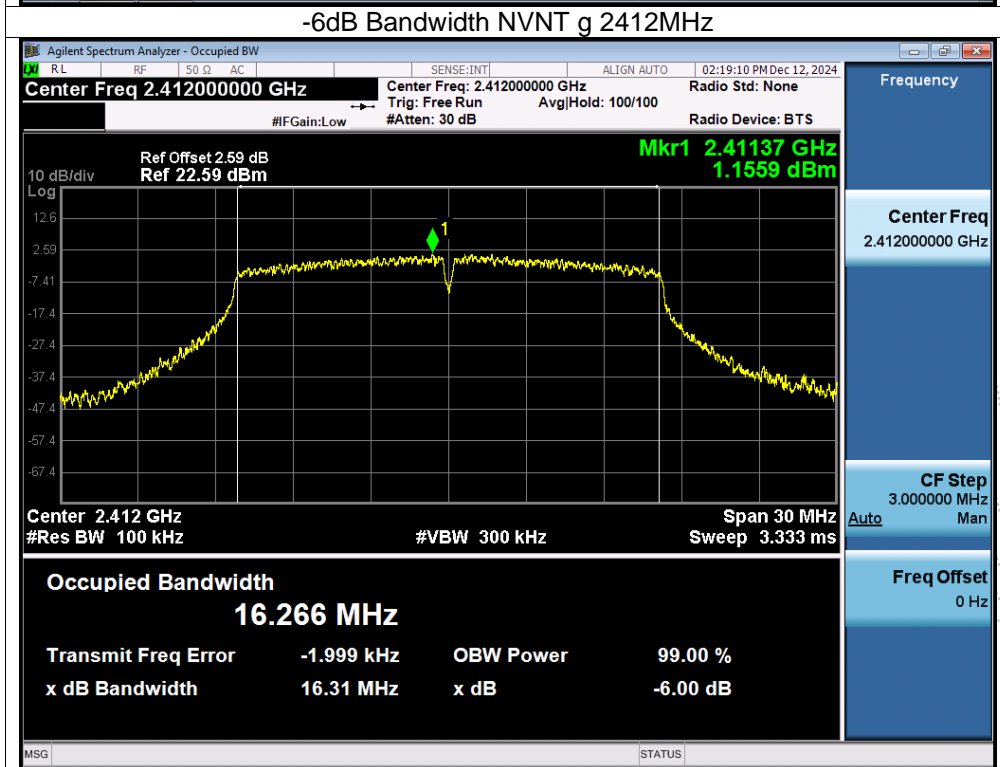 -6dB Bandwidth NVNT g 2412MHz
Agilent Spectrum Analyzer - Occupied BW
LXI RL RF 50 Ω AC SENSE:INT ALIGN AUTO 02:19:10 PM Dec 12, 2024
Center Freq 2.412000000 GHz
Center Freq: 2.412000000 GHz Radio Std: None
Trig: Free Run Avg|Hold: 100/100
#IFGain:Low #Atten: 30 dB Radio Device: BTS
Mkr1 2.41137 GHz
1.1559 dBm
Ref Offset 2.59 dB
10 dB/div Ref 22.59 dBm
Log
12.6
2.59
-7.41
-17.4
-27.4
-37.4
-47.4
-57.4
-67.4
1
Center 2.412 GHz Span 30 MHz
#Res BW 100 kHz #VBW 300 kHz Sweep 3.333 ms
Occupied Bandwidth
16.266 MHz
Transmit Freq Error -1.999 kHz OBW Power 99.00 %
x dB Bandwidth 16.31 MHz x dB -6.00 dB
MSG STATUS
Frequency
Center Freq
2.412000000 GHz
CF Step
3.000000 MHz
Auto Man
Freq Offset
0 Hz